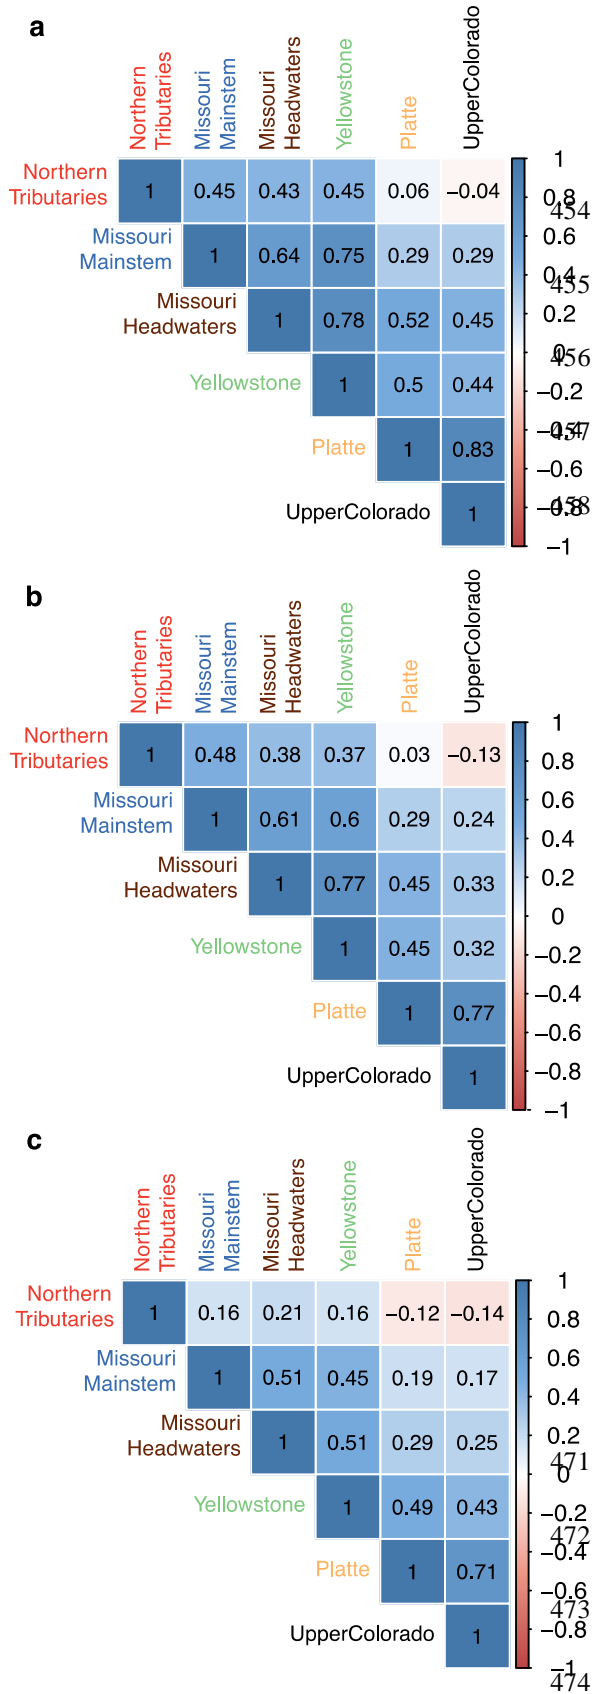 a
Northern Tributaries
Missouri Mainstem
Missouri Headwaters
Yellowstone
Platte
UpperColorado
Northern Tributaries 1 0.45 0.43 0.45 0.06 −0.04
Missouri Mainstem 1 0.64 0.75 0.29 0.29
Missouri Headwaters 1 0.78 0.52 0.45
Yellowstone 1 0.5 0.44
Platte 1 0.83
UpperColorado 1
1
0.8
454
0.6
0.4
455
0.2
0
456
−0.2
−0.4
457
−0.6
−0.8
458
−1
b
Northern Tributaries
Missouri Mainstem
Missouri Headwaters
Yellowstone
Platte
UpperColorado
Northern Tributaries 1 0.48 0.38 0.37 0.03 −0.13
Missouri Mainstem 1 0.61 0.6 0.29 0.24
Missouri Headwaters 1 0.77 0.45 0.33
Yellowstone 1 0.45 0.32
Platte 1 0.77
UpperColorado 1
1
0.8
0.6
0.4
0.2
0
−0.2
−0.4
−0.6
−0.8
−1
c
Northern Tributaries
Missouri Mainstem
Missouri Headwaters
Yellowstone
Platte
UpperColorado
Northern Tributaries 1 0.16 0.21 0.16 −0.12 −0.14
Missouri Mainstem 1 0.51 0.45 0.19 0.17
Missouri Headwaters 1 0.51 0.29 0.25
Yellowstone 1 0.49 0.43
Platte 1 0.71
UpperColorado 1
1
0.8
0.6
0.4
0.2
471
0
−0.2
472
−0.4
−0.6
473
−0.8
−1
474